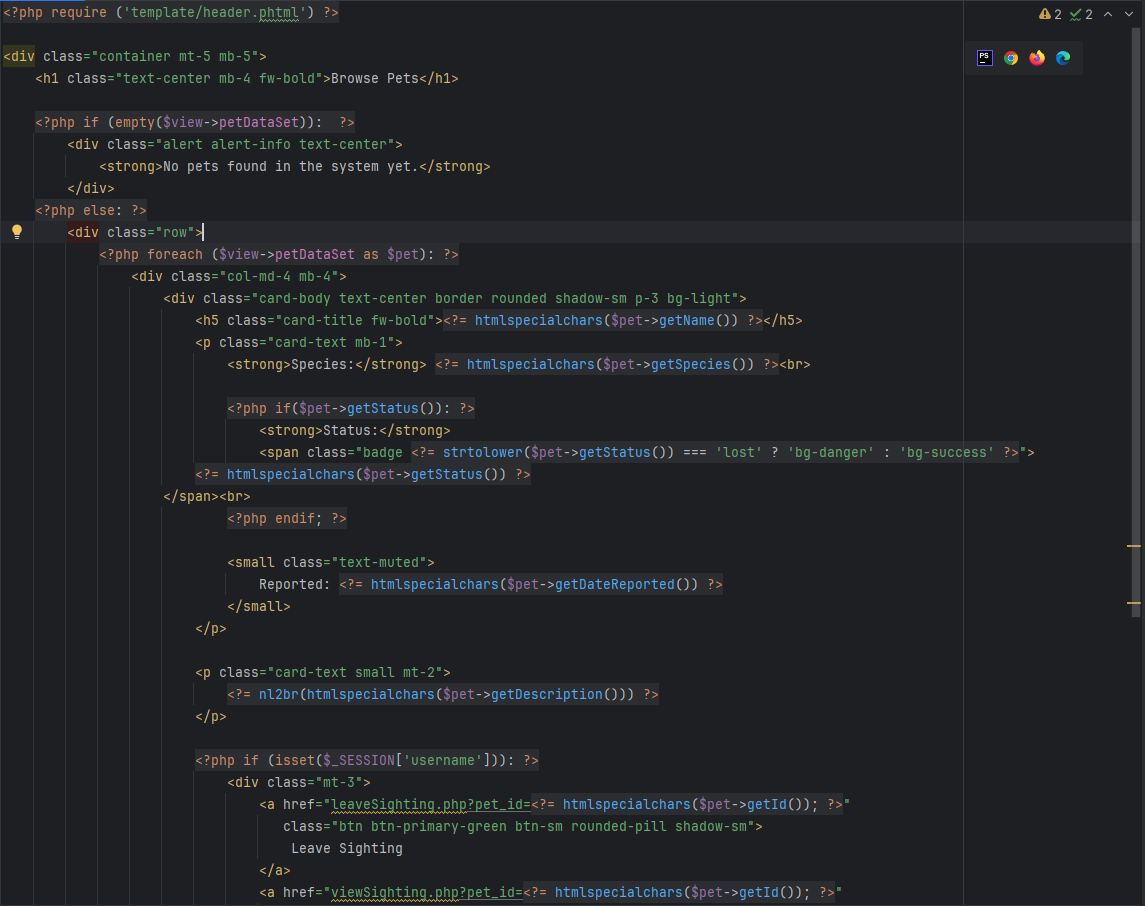 <?php require ('template/header.phtml') ?>
2 2
<div class="container mt-5 mb-5">
PS
<h1 class="text-center mb-4 fw-bold">Browse Pets</h1>
<?php if (empty($view->petDataSet)):  ?>
<div class="alert alert-info text-center">
<strong>No pets found in the system yet.</strong>
</div>
<?php else: ?>
<div class="row">
<?php foreach ($view->petDataSet as $pet): ?>
<div class="col-md-4 mb-4">
<div class="card-body text-center border rounded shadow-sm p-3 bg-light">
<h5 class="card-title fw-bold"><?= htmlspecialchars($pet->getName()) ?></h5>
<p class="card-text mb-1">
<strong>Species:</strong> <?= htmlspecialchars($pet->getSpecies()) ?><br>
<?php if($pet->getStatus()): ?>
<strong>Status:</strong>
<span class="badge <?= strtolower($pet->getStatus()) === 'lost' ? 'bg-danger' : 'bg-success' ?>">
<?= htmlspecialchars($pet->getStatus()) ?>
</span><br>
<?php endif; ?>
<small class="text-muted">
Reported: <?= htmlspecialchars($pet->getDateReported()) ?>
</small>
</p>
<p class="card-text small mt-2">
<?= nl2br(htmlspecialchars($pet->getDescription())) ?>
</p>
<?php if (isset($_SESSION['username'])): ?>
<div class="mt-3">
<a href="leaveSighting.php?pet_id=<?= htmlspecialchars($pet->getId()); ?>"
class="btn btn-primary-green btn-sm rounded-pill shadow-sm">
Leave Sighting
</a>
<a href="viewSighting.php?pet_id=<?= htmlspecialchars($pet->getId()); ?>"